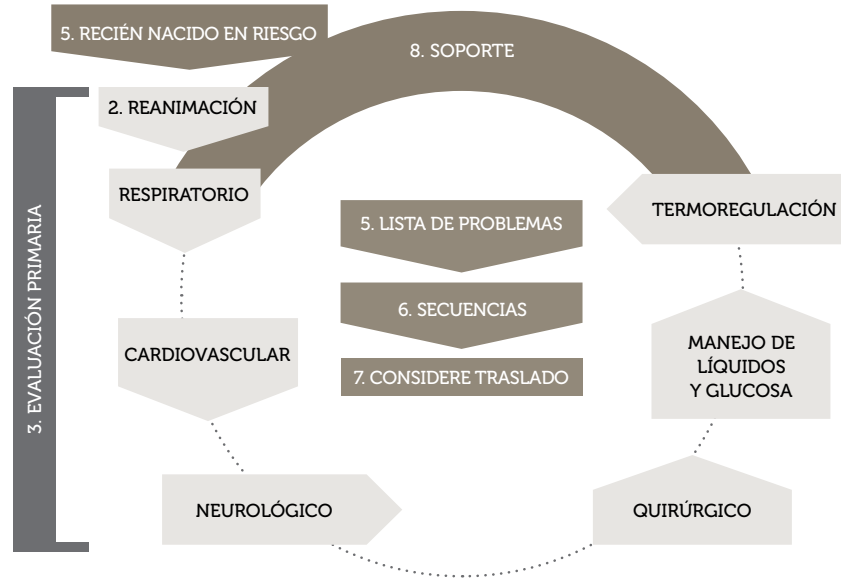 5. RECIÉN NACIDO EN RIESGO
8. SOPORTE
2. REANIMACIÓN
RESPIRATORIO
3. EVALUACIÓN PRIMARIA
TERMOREGULACIÓN
5. LISTA DE PROBLEMAS
6. SECUENCIAS
7. CONSIDERE TRASLADO
CARDIOVASCULAR
MANEJO DE
LÍQUIDOS
Y GLUCOSA
NEUROLÓGICO
QUIRÚRGICO